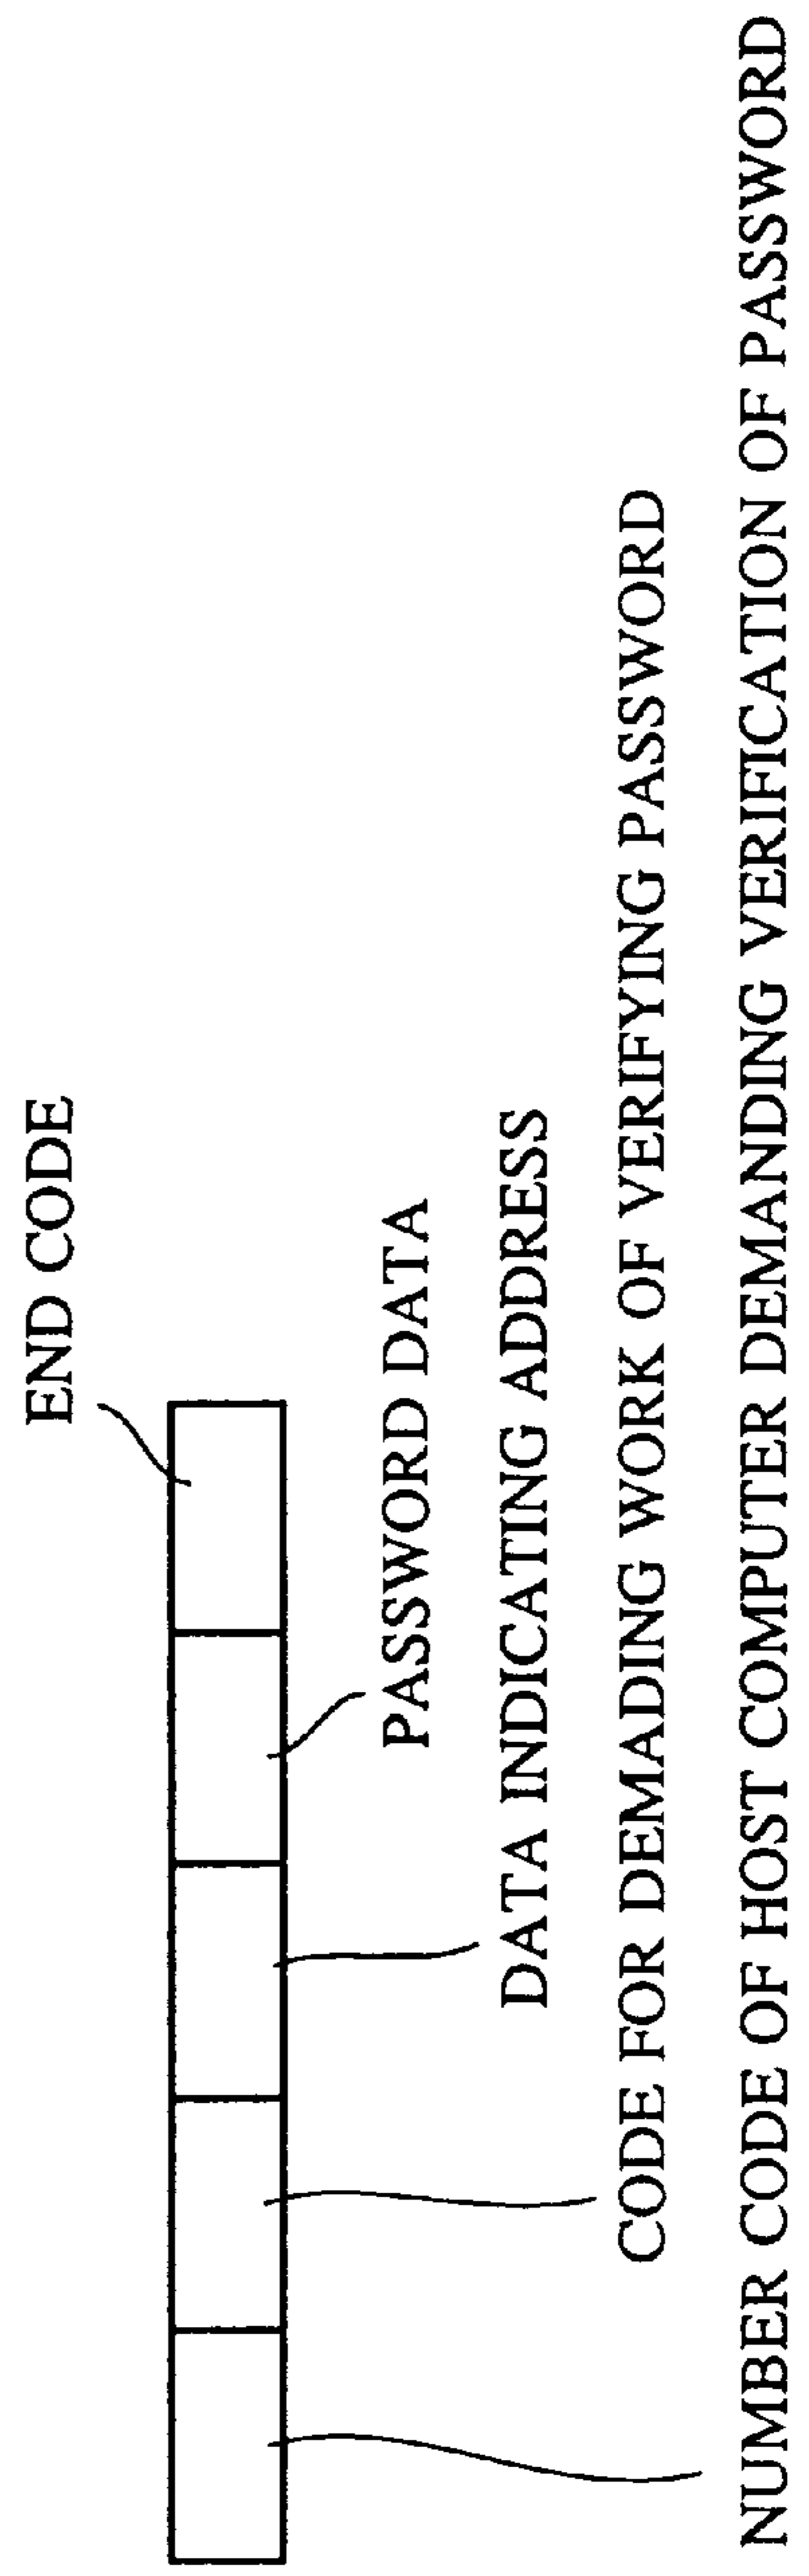 END CODE
PASSWORD DATA
DATA INDICATING ADDRESS
CODE FOR DEMADING WORK OF VERIFYING PASSWORD
NUMBER CODE OF HOST COMPUTER DEMANDING VERIFICATION OF PASSWORD